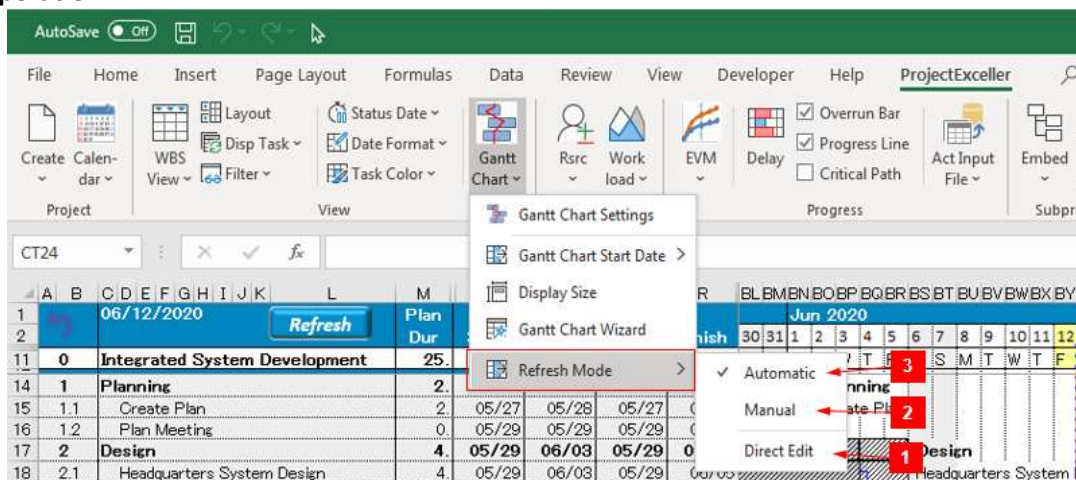 AutoSave Off
File Home Insert Page Layout Formulas Data Review View Developer Help ProjectExceller
Create Calen-dar WBS View Layout Disp Task Filter Status Date Date Format Task Color Gantt Chart Rsrc Work load EVM Delay Overrun Bar Progress Line Critical Path Act Input File Embed
Project View Progress Subpr
Gantt Chart Settings
CT24 fx
Gantt Chart Start Date
Display Size
A B C D E F G H I J K L M R BL BM BN BO BP BQ BR BS BT BU BV BW BX BY
1 06/12/2020 Refresh Plan Jun 2020
Gantt Chart Wizard
2 Dur nish 30 31 1 2 3 4 5 6 7 8 9 10 11 12
11 0 Integrated System Development 25. T S M T W T F
Refresh Mode
Automatic 3
14 1 Planning 2. nning
15 1.1 Create Plan 2. 05/27 05/28 05/27
Manual 2
16 1.2 Plan Meeting 0. 05/29 05/29 05/29
17 2 Design 4. 05/29 06/03 05/29 0 Design
Direct Edit 1
18 2.1 Headquarters System Design 4. 05/29 06/03 05/29 Headquarters System